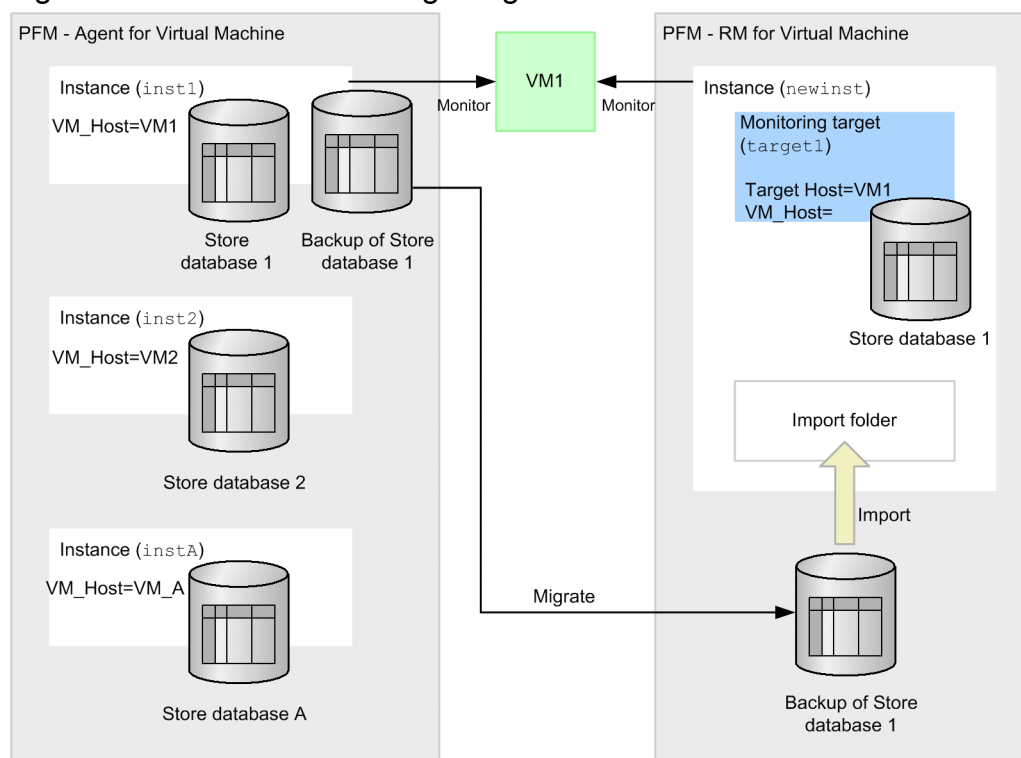 PFM - Agent for Virtual Machine
Instance (inst1)
VM_Host=VM1
Store
database 1
Backup of Store
database 1
Instance (inst2)
VM_Host=VM2
Store database 2
Instance (instA)
VM_Host=VM_A
Store database A
Monitor
VM1
Monitor
Migrate
PFM - RM for Virtual Machine
Instance (newinst)
Monitoring target
(target1)
Target Host=VM1
VM_Host=
Store database 1
Import folder
Import
Backup of Store
database 1